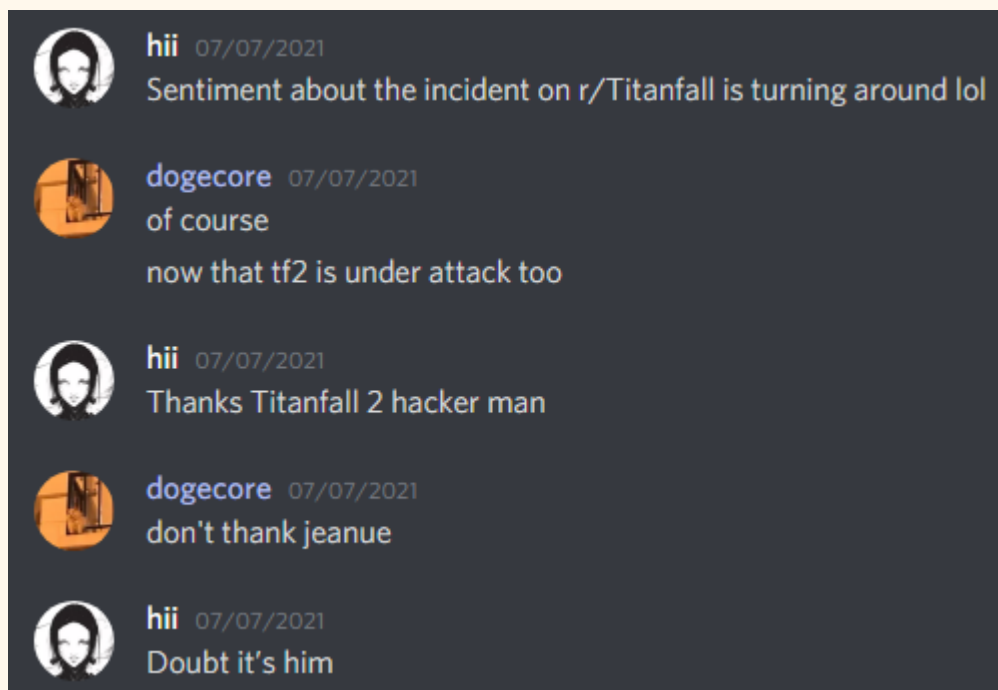 hii 07/07/2021
Sentiment about the incident on r/Titanfall is turning around lol
dogecore 07/07/2021
of course
now that tf2 is under attack too
hii 07/07/2021
Thanks Titanfall 2 hacker man
dogecore 07/07/2021
don't thank jeanue
hii 07/07/2021
Doubt it’s him